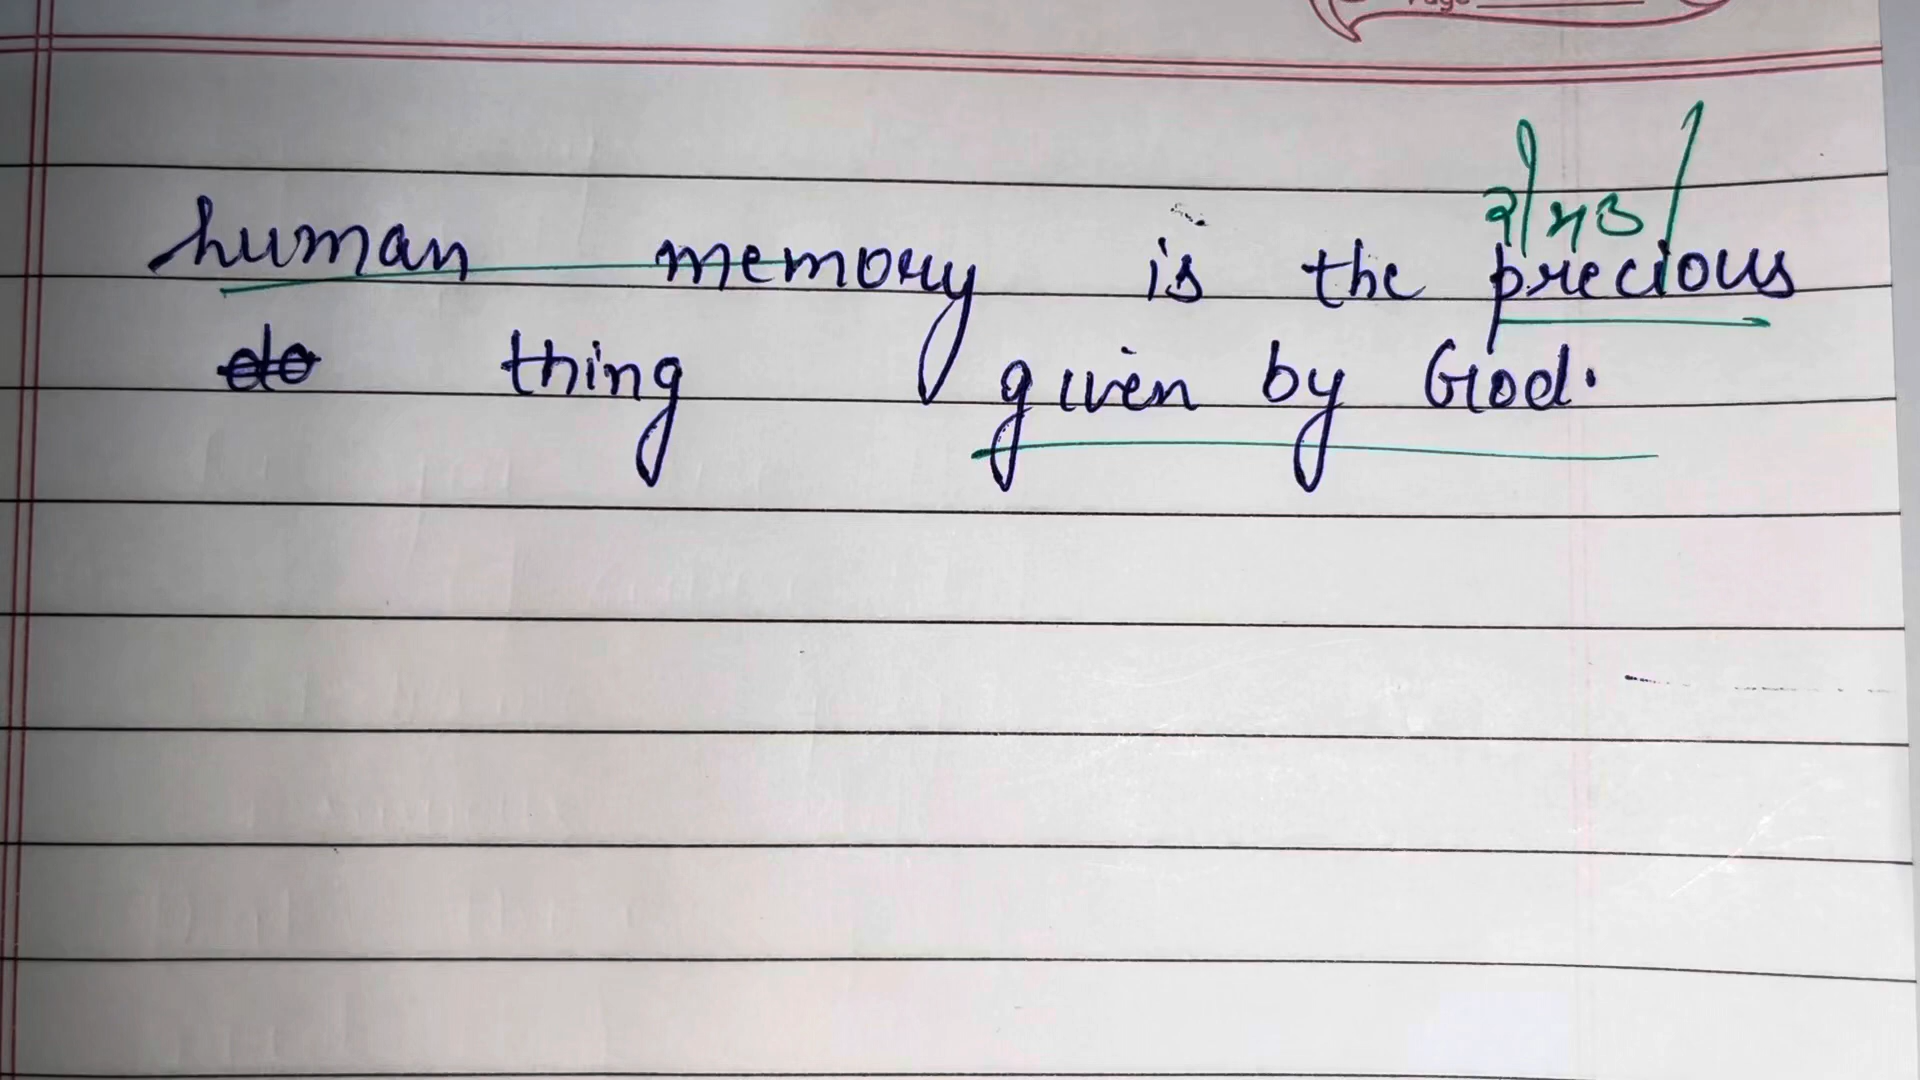 human memory is the precious
thing given by God.